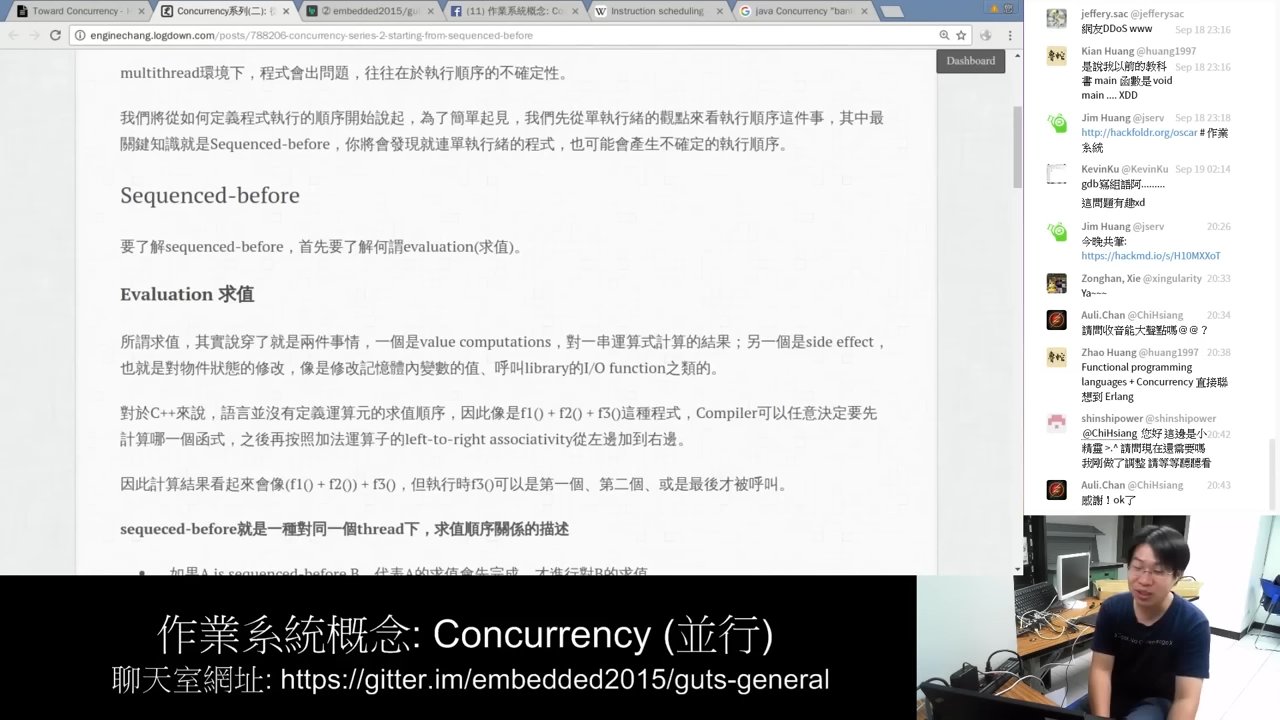 Toward Concurrency -
Concurrency系列(二): 從
② embedded2015/gu
(11) 作業系統概念: Co
Instruction scheduling
java Concurrency "ban
enginechang.logdown.com/posts/788206-concurrency-series-2-starting-from-sequenced-before
Dashboard
multithread環境下，程式會出問題，往往在於執行順序的不確定性。
我們將從如何定義程式執行的順序開始說起，為了簡單起見，我們先從單執行緒的觀點來看執行順序這件事，其中最
關鍵知識就是Sequenced-before，你將會發現就連單執行緒的程式，也可能會產生不確定的執行順序。
Sequenced-before
要了解sequenced-before，首先要了解何謂evaluation(求值)。
Evaluation 求值
所謂求值，其實說穿了就是兩件事情，一個是value computations，對一串運算式計算的結果；另一個是side effect，
也就是對物件狀態的修改，像是修改記憶體內變數的值、呼叫library的I/O function之類的。
對於C++來說，語言並沒有定義運算元的求值順序，因此像是f1() + f2() + f3()這種程式，Compiler可以任意決定要先
計算哪一個函式，之後再按照加法運算子的left-to-right associativity從左邊加到右邊。
因此計算結果看起來會像(f1() + f2()) + f3()，但執行時f3()可以是第一個、第二個、或是最後才被呼叫。
sequeced-before就是一種對同一個thread下，求值順序關係的描述
如果A is sequenced-before B，代表A的求值會先完成，才進行對B的求值
jeffery.sac @jefferysac
網友DDoS www Sep 18 23:16
Kian Huang @huang1997
是說我以前的教科 Sep 18 23:16
書 main 函數是 void
main .... XDD
Jim Huang @jserv Sep 18 23:18
http://hackfoldr.org/oscar # 作業
系統
KevinKu @KevinKu Sep 19 02:14
gdb寫組語阿.........
這問題有趣xd
Jim Huang @jserv 20:26
今晚共筆:
https://hackmd.io/s/H10MXXoT
Zonghan, Xie @xingularity
Ya~~~ 20:33
Auli.Chan @ChiHsiang 20:34
請問收音能大聲點嗎＠＠？
Zhao Huang @huang1997 20:38
Functional programming
languages + Concurrency 直接聯
想到 Erlang
shinshipower @shinshipower
@ChiHsiang 您好 這邊是小 20:42
精靈 >.^ 請問現在還需要嗎
我剛做了調整 請等等聽聽看
Auli.Chan @ChiHsiang 20:43
感謝！ok了
作業系統概念: Concurrency (並行)
聊天室網址: https://gitter.im/embedded2015/guts-general